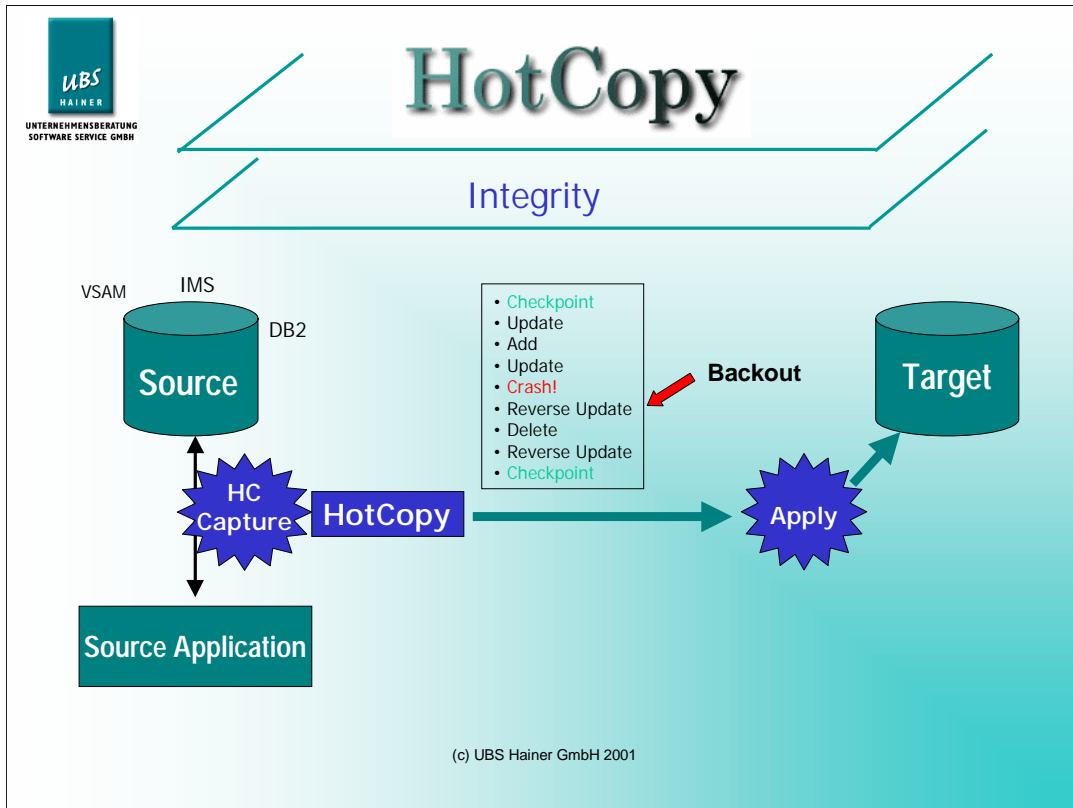 UBS
HAINER
UNTERNEHMENSBERATUNG
SOFTWARE SERVICE GMBH
HotCopy
Integrity
VSAM
IMS
DB2
Source
• Checkpoint
• Update
• Add
• Update
• Crash!
• Reverse Update
• Delete
• Reverse Update
• Checkpoint
Backout
Target
HC
Capture
HotCopy
Apply
Source Application
(c) UBS Hainer GmbH 2001